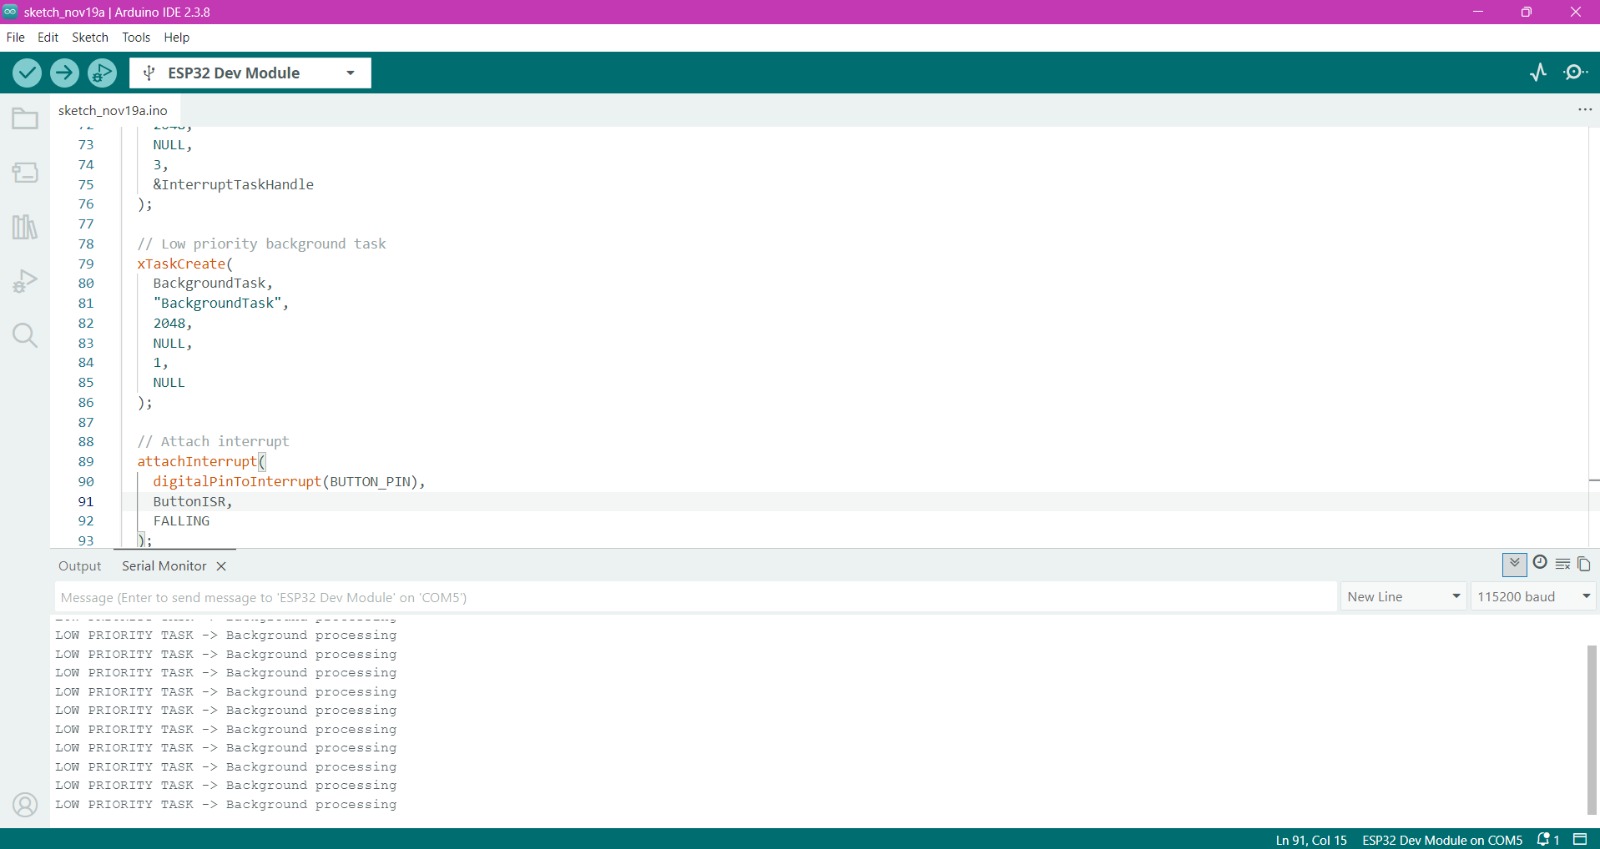 sketch_nov19a | Arduino IDE 2.3.8
File Edit Sketch Tools Help
ESP32 Dev Module
sketch_nov19a.ino
72 2048,
73 NULL,
74 3,
75 &InterruptTaskHandle
76 );
77
78 // Low priority background task
79 xTaskCreate(
80 BackgroundTask,
81 "BackgroundTask",
82 2048,
83 NULL,
84 1,
85 NULL
86 );
87
88 // Attach interrupt
89 attachInterrupt(
90 digitalPinToInterrupt(BUTTON_PIN),
91 ButtonISR,
92 FALLING
93 );
Output Serial Monitor
Message (Enter to send message to 'ESP32 Dev Module' on 'COM5')
New Line
115200 baud
LOW PRIORITY TASK -> Background processing
LOW PRIORITY TASK -> Background processing
LOW PRIORITY TASK -> Background processing
LOW PRIORITY TASK -> Background processing
LOW PRIORITY TASK -> Background processing
LOW PRIORITY TASK -> Background processing
LOW PRIORITY TASK -> Background processing
LOW PRIORITY TASK -> Background processing
LOW PRIORITY TASK -> Background processing
LOW PRIORITY TASK -> Background processing
Ln 91, Col 15 ESP32 Dev Module on COM5 1